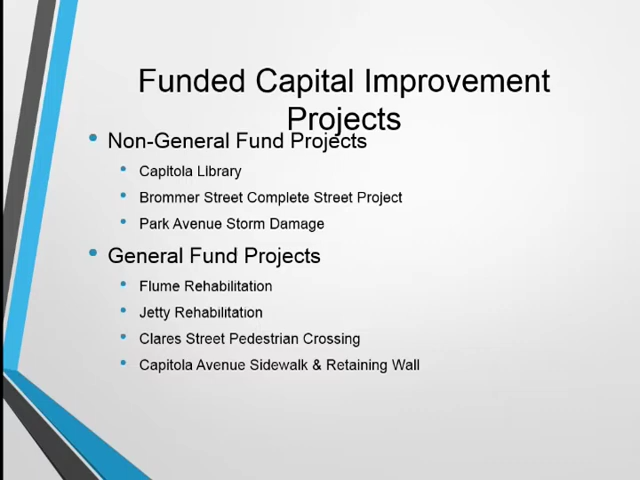 Funded Capital Improvement
Projects
Non-General Fund Projects
Capitola Library
Brommer Street Complete Street Project
Park Avenue Storm Damage
General Fund Projects
Flume Rehabilitation
Jetty Rehabilitation
Clares Street Pedestrian Crossing
Capitola Avenue Sidewalk & Retaining Wall